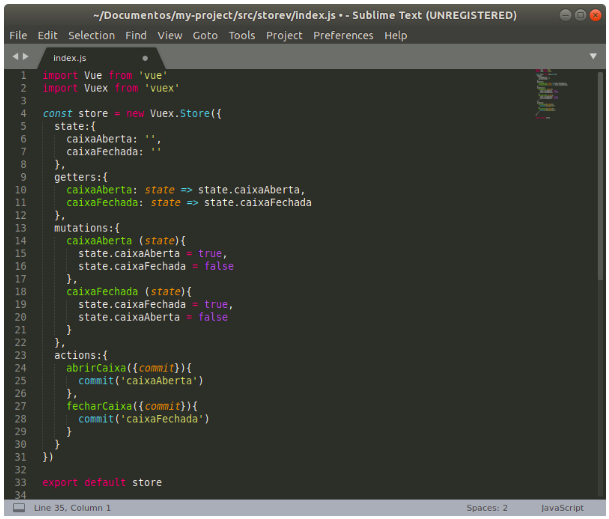 ~/Documentos/my-project/src/storev/index.js • - Sublime Text (UNREGISTERED)
File Edit Selection Find View Goto Tools Project Preferences Help
index.js
1 import Vue from 'vue'
2 import Vuex from 'vuex'
3
4 const store = new Vuex.Store({
5   state:{
6     caixaAberta: '',
7     caixaFechada: ''
8   },
9   getters:{
10     caixaAberta: state => state.caixaAberta,
11     caixaFechada: state => state.caixaFechada
12   },
13   mutations:{
14     caixaAberta (state){
15       state.caixaAberta = true,
16       state.caixaFechada = false
17     },
18     caixaFechada (state){
19       state.caixaFechada = true,
20       state.caixaAberta = false
21     }
22   },
23   actions:{
24     abrirCaixa({commit}){
25       commit('caixaAberta')
26     },
27     fecharCaixa({commit}){
28       commit('caixaFechada')
29     }
30   }
31 })
32
33 export default store
34
Line 35, Column 1 Spaces: 2 JavaScript